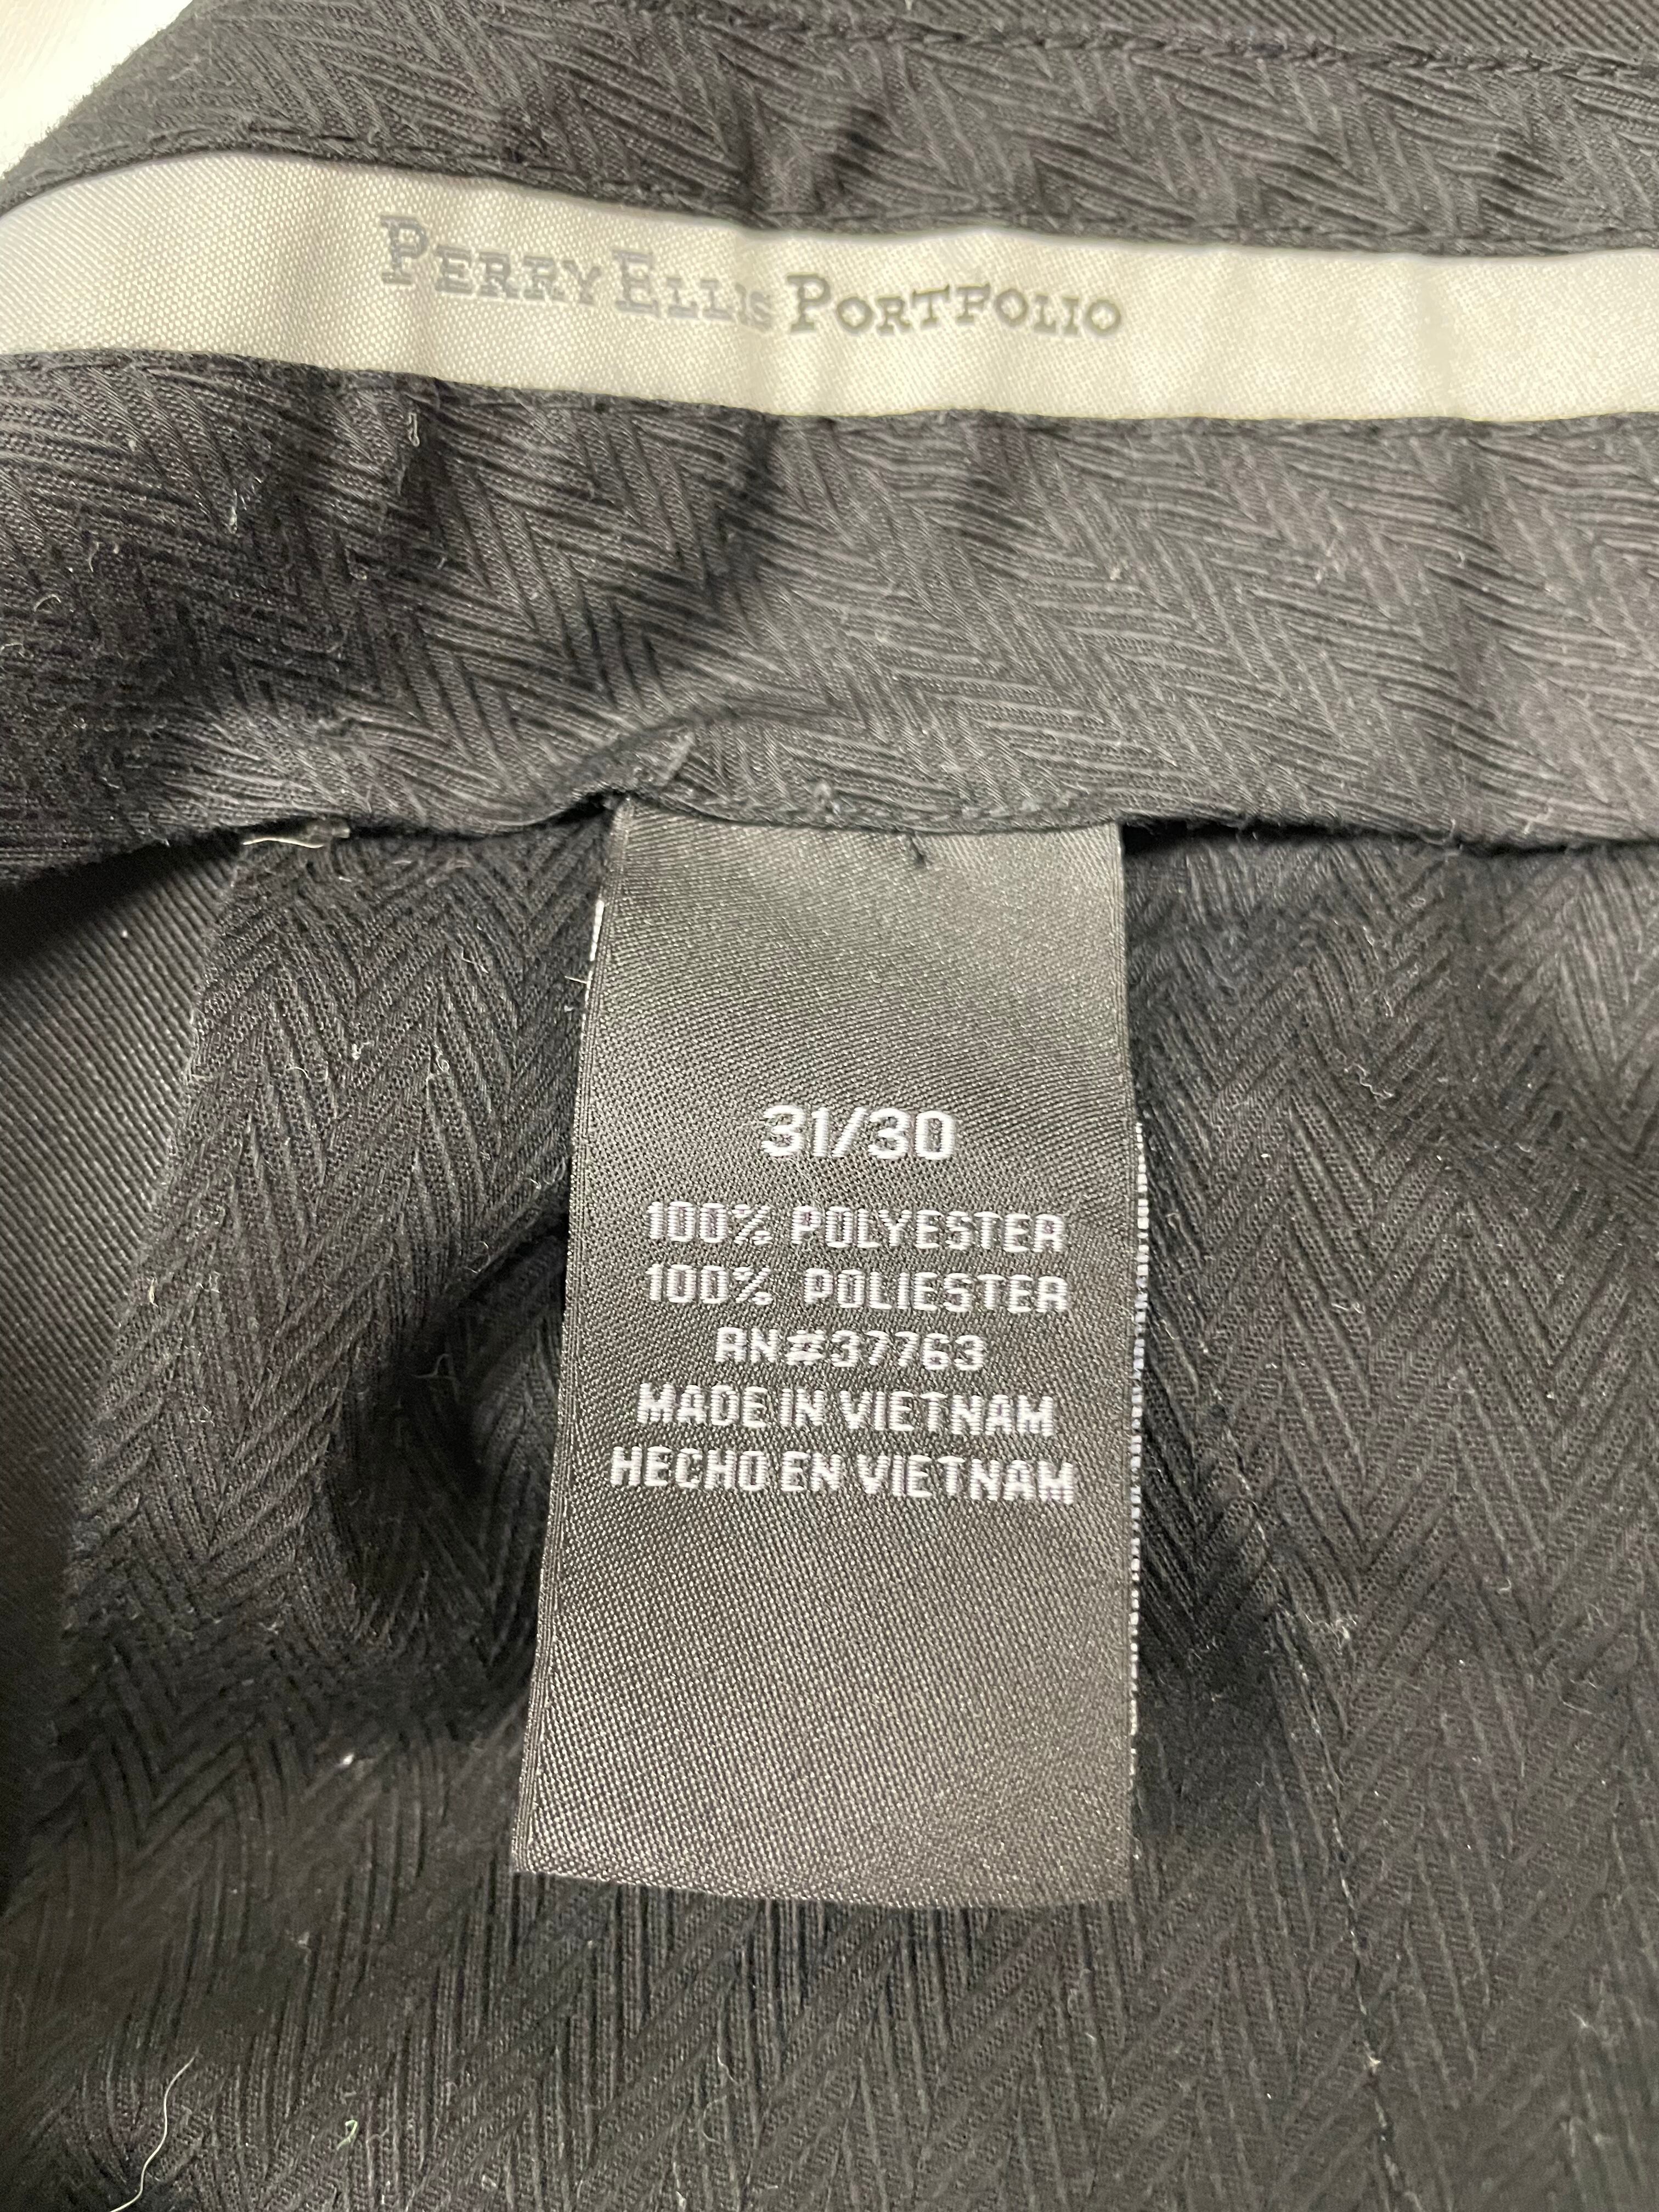 PERRY ELLIS PORTFOLIO
31/30
100% POLYESTER
100% POLIESTER
RN#37763
MADE IN VIETNAM
HECHO EN VIETNAM